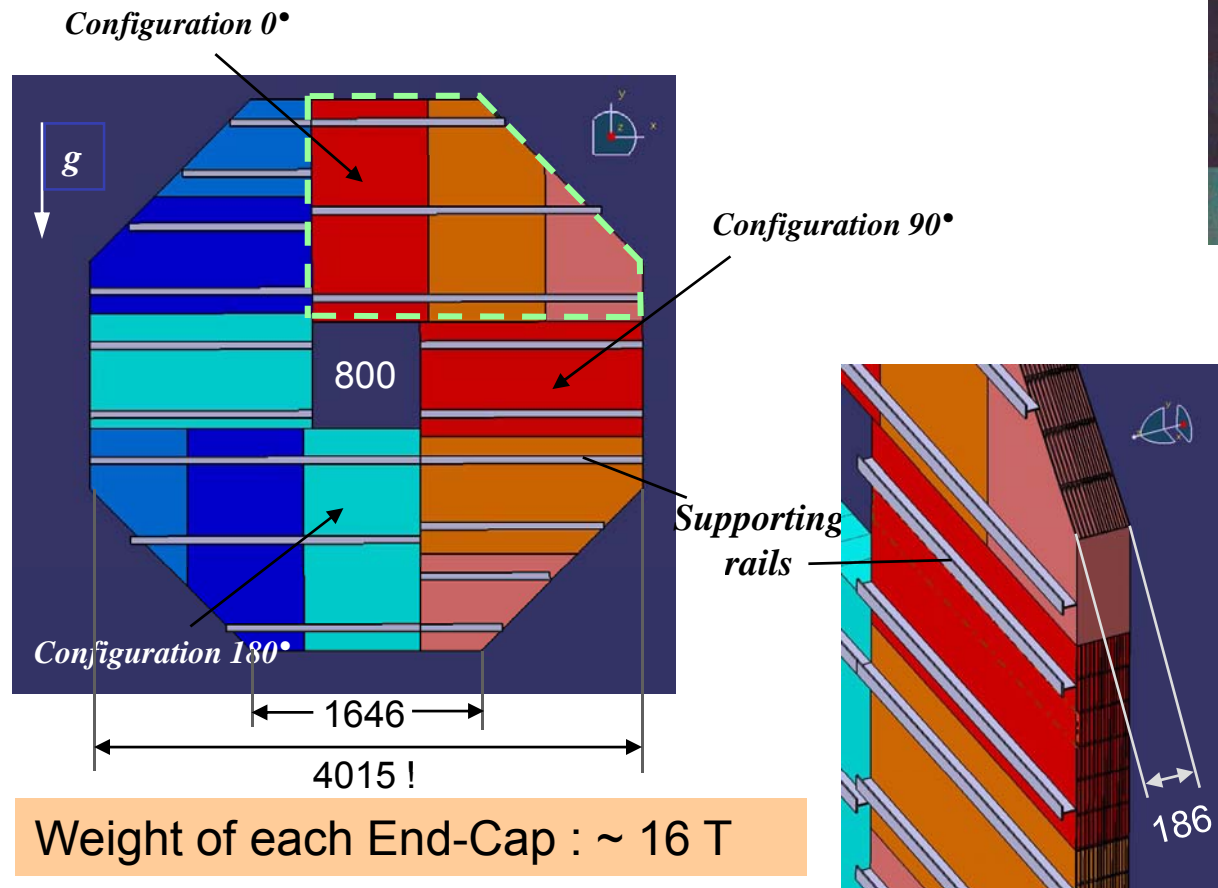 Configuration 0•
g
y
z
x
Configuration 90•
800
Supporting
rails
Configuration 180•
1646
4015 !
186
Weight of each End-Cap : ~ 16 T